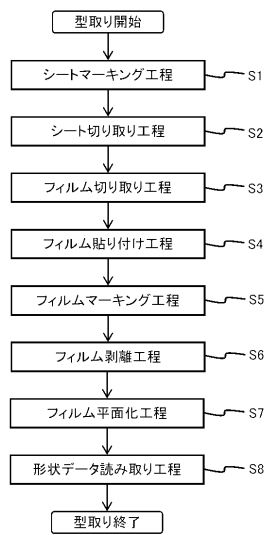 型取り開始
シートマーキング工程 S1
シート切り取り工程 S2
フィルム切り取り工程 S3
フィルム貼り付け工程 S4
フィルムマーキング工程 S5
フィルム剥離工程 S6
フィルム平面化工程 S7
形状データ読み取り工程 S8
型取り終了